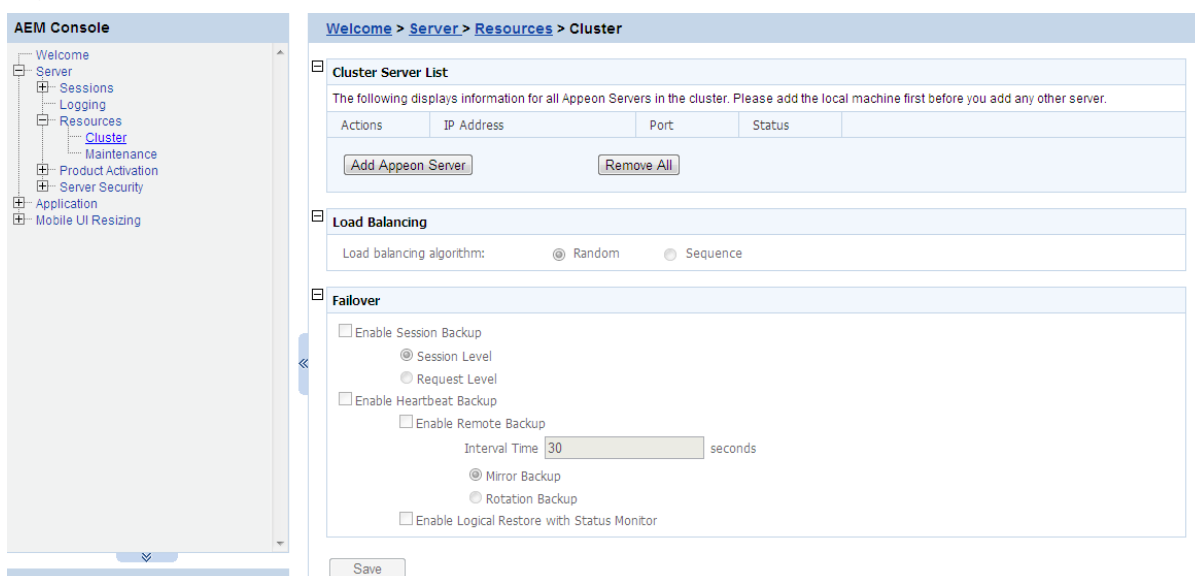 AEM Console
Welcome
Server
Sessions
Logging
Resources
Cluster
Maintenance
Product Activation
Server Security
Application
Mobile UI Resizing
Welcome > Server > Resources > Cluster
Cluster Server List
The following displays information for all Appeon Servers in the cluster. Please add the local machine first before you add any other server.
Actions IP Address Port Status
Add Appeon Server Remove All
Load Balancing
Load balancing algorithm: Random Sequence
Failover
Enable Session Backup
Session Level
Request Level
Enable Heartbeat Backup
Enable Remote Backup
Interval Time 30 seconds
Mirror Backup
Rotation Backup
Enable Logical Restore with Status Monitor
Save